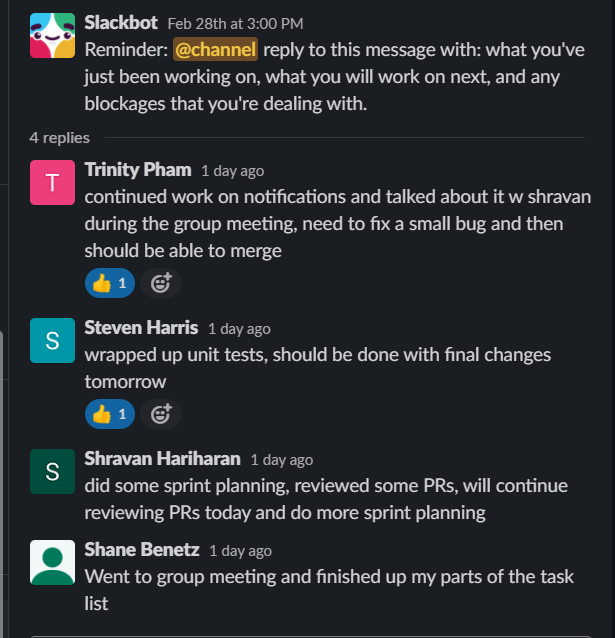 Slackbot Feb 28th at 3:00 PM
Reminder: @channel reply to this message with: what you've
just been working on, what you will work on next, and any
blockages that you're dealing with.
4 replies
T
Trinity Pham 1 day ago
continued work on notifications and talked about it w shravan
during the group meeting, need to fix a small bug and then
should be able to merge
1
S
Steven Harris 1 day ago
wrapped up unit tests, should be done with final changes
tomorrow
1
S
Shravan Hariharan 1 day ago
did some sprint planning, reviewed some PRs, will continue
reviewing PRs today and do more sprint planning
Shane Benetz 1 day ago
Went to group meeting and finished up my parts of the task
list